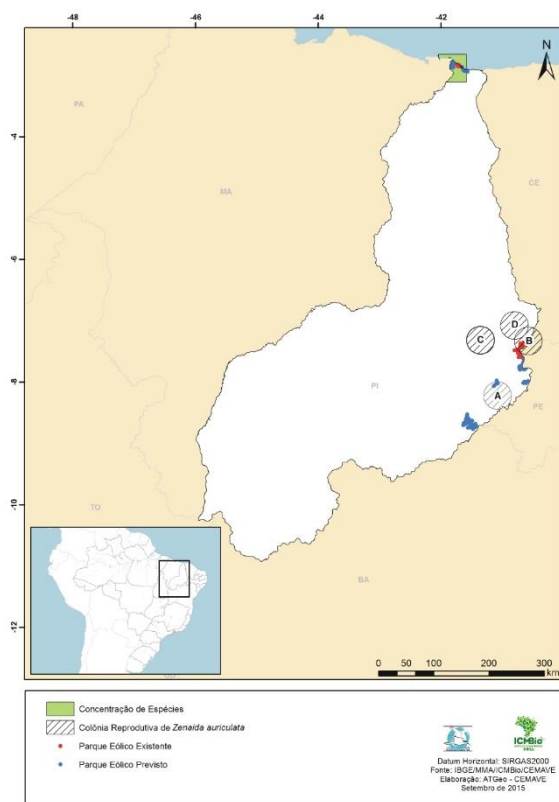 -48
-46
-44
-42
N
PA
-4
MA
CE
-6
D
C
B
-8
PI
A
PE
-10
TO
BA
-12
0 50 100 200 300
km
Concentração de Espécies
Colônia Reprodutiva de Zenaida auriculata
Parque Eólico Existente
Parque Eólico Previsto
ICMBio
MMA
Datum Horizontal: SIRGAS2000
Fonte: IBGE/MMA/ICMBio/CEMAVE
Elaboração: ATGeo - CEMAVE
Setembro de 2015